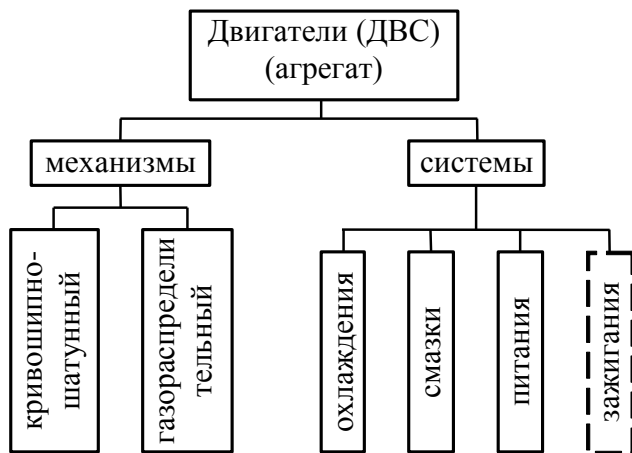 Двигатели (ДВС)
(агрегат)
механизмы
системы
кривошипно-
шатунный
газораспредели
тельный
охлаждения
смазки
питания
зажигания